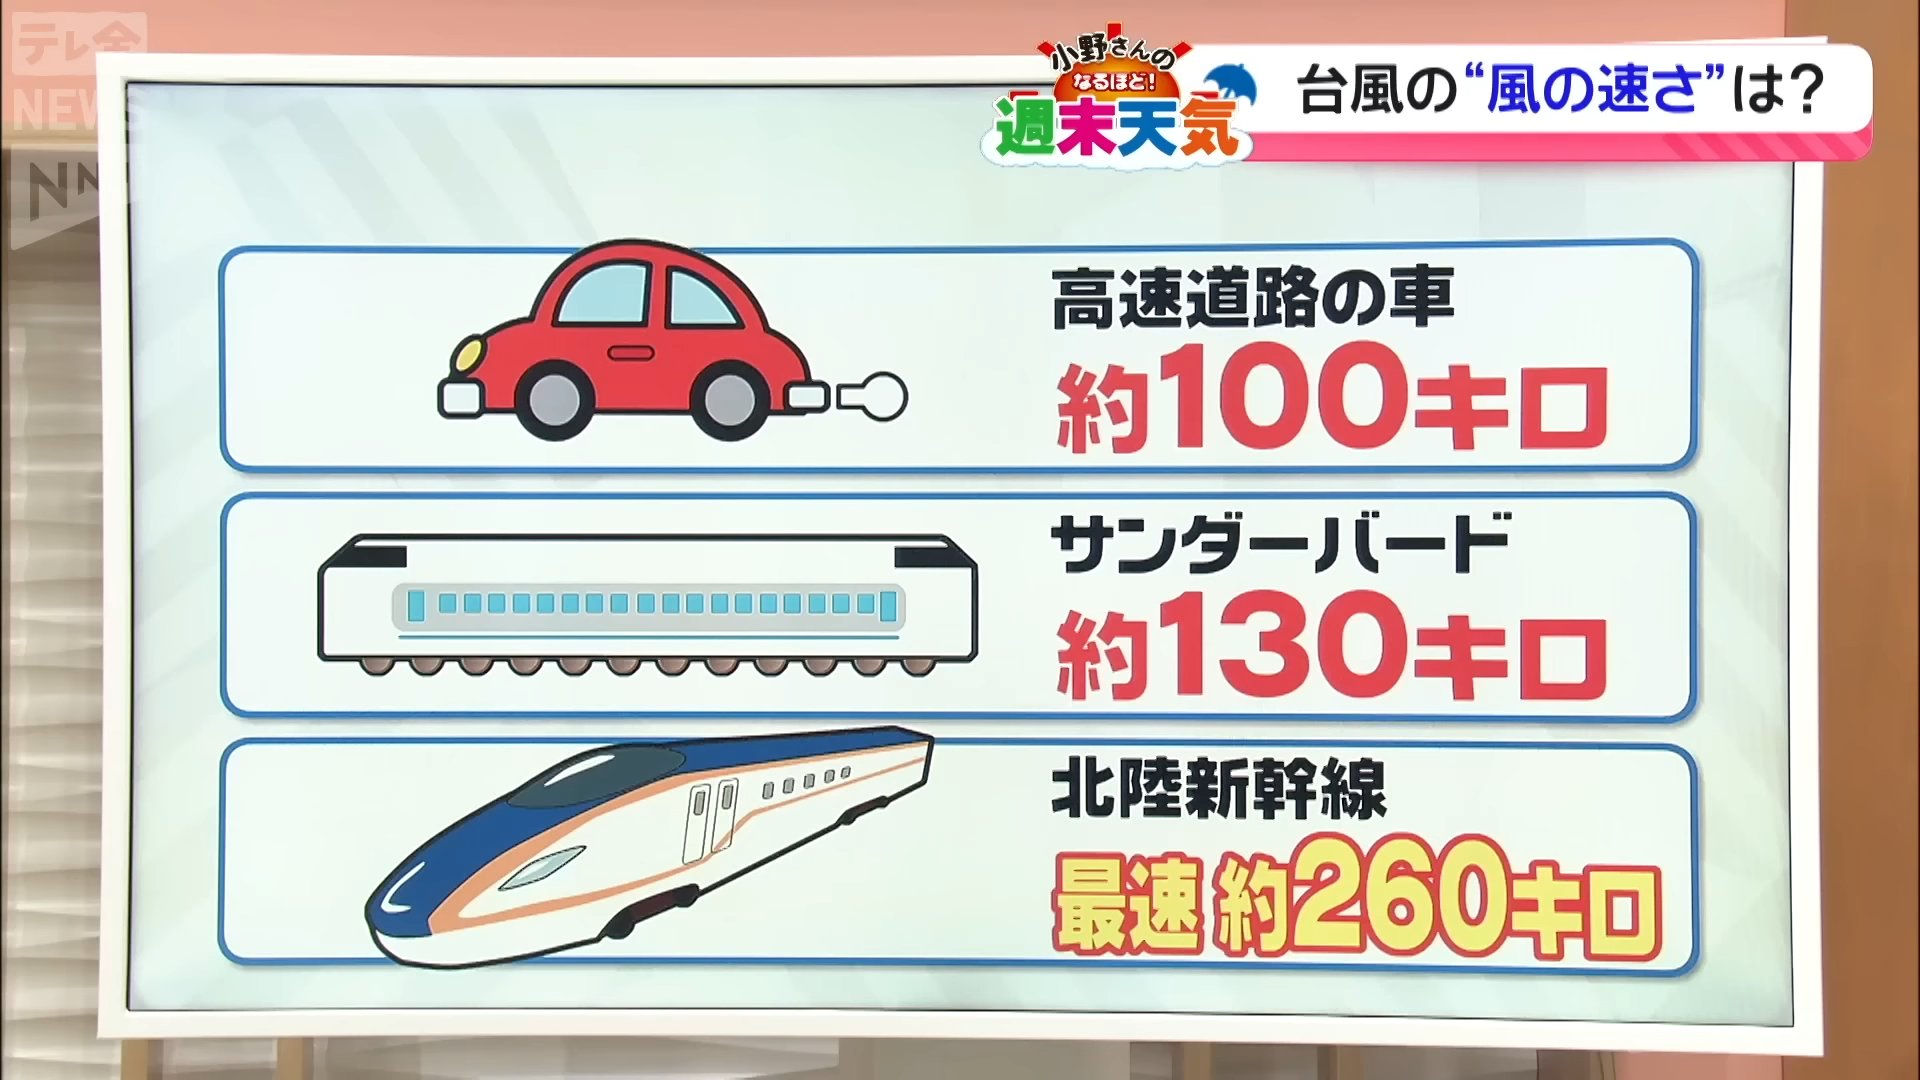 テレ金
NEWS
NN
小野さんの
なるほど!
週末天気
台風の“風の速さ”は?
高速道路の車
約100キロ
サンダーバード
約130キロ
北陸新幹線
最速 約260キロ